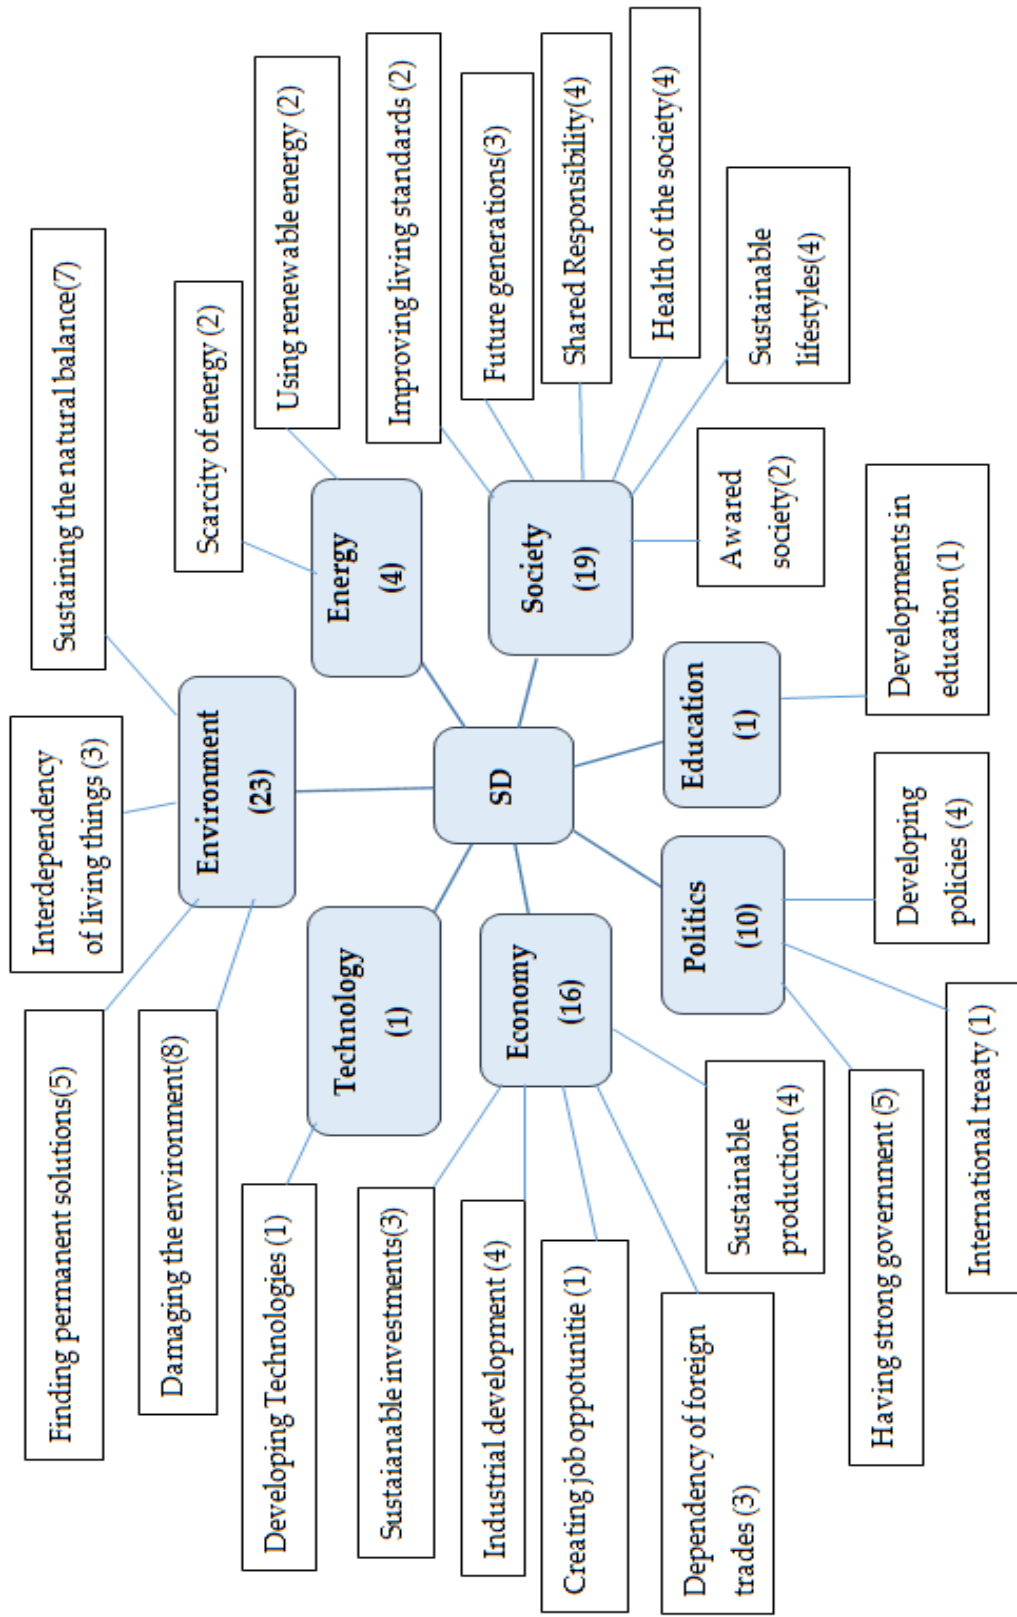 Finding permanent solutions(5)
Interdependency
of living things (3)
Sustaining the natural balance(7)
Damaging the environment(8)
Environment
(23)
Scarcity of energy (2)
Using renewable energy (2)
Developing Technologies (1)
Technology
(1)
Energy
(4)
Improving living standards (2)
Sustaianable investments(3)
Future generations(3)
Industrial development (4)
Economy
(16)
SD
Society
(19)
Shared Responsibility(4)
Creating job oppotunitie (1)
Health of the society(4)
Dependency of foreign
trades (3)
Sustainable
production (4)
Politics
(10)
Education
(1)
Awared
society(2)
Sustainable
lifestyles(4)
Having strong government (5)
International treaty (1)
Developing
policies (4)
Developments in
education (1)